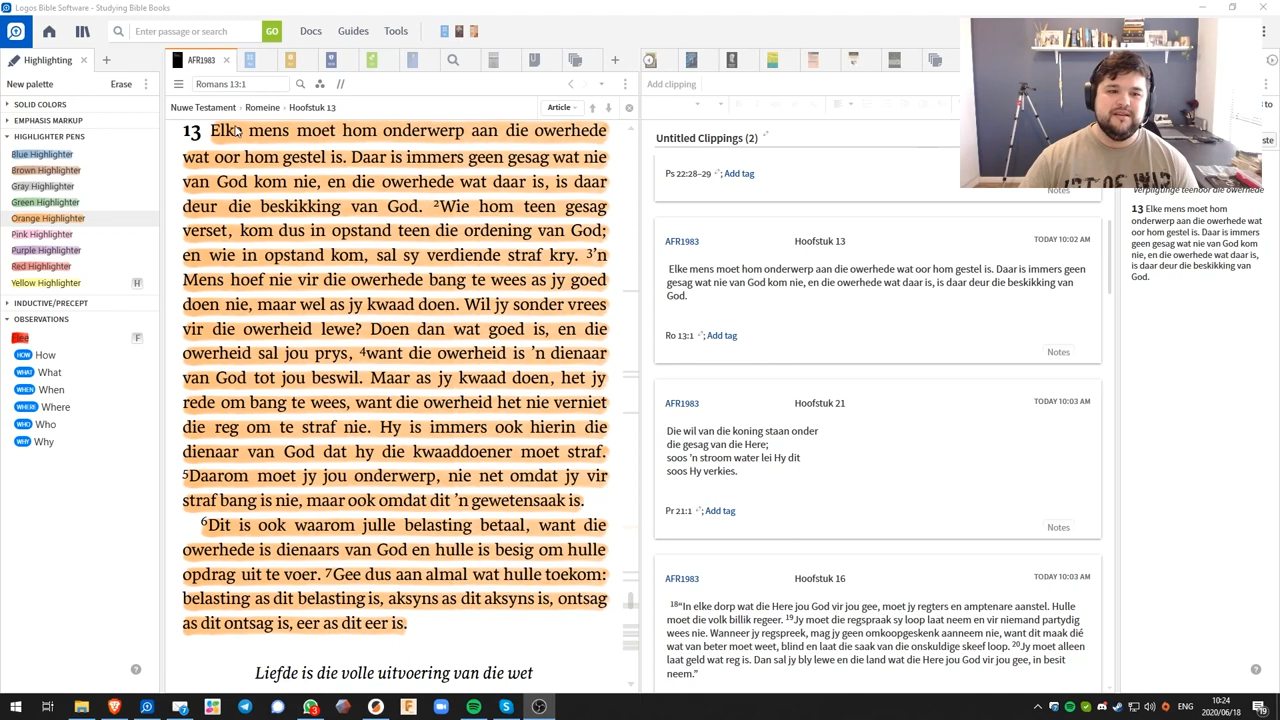 Logos Bible Software - Studying Bible Books
Enter passage or search
GO
Docs
Guides
Tools
Highlighting
AFR1983
New palette
Erase
Romans 13:1
Add clipping
SOLID COLORS
EMPHASIS MARKUP
HIGHLIGHTER PENS
Blue Highlighter
Brown Highlighter
Gray Highlighter
Green Highlighter
Orange Highlighter
Pink Highlighter
Purple Highlighter
Red Highlighter
Yellow Highlighter H
INDUCTIVE/PRECEPT
OBSERVATIONS
F
HOW How
WHAT What
WHEN When
WHERE Where
WHO Who
WHY Why
Nuwe Testament › Romeine › Hoofstuk 13
Article
13 Elke mens moet hom onderwerp aan die owerhede
wat oor hom gestel is. Daar is immers geen gesag wat nie
van God kom nie, en die owerhede wat daar is, is daar
deur die beskikking van God. 2Wie hom teen gesag
verset, kom dus in opstand teen die ordening van God;
en wie in opstand kom, sal sy verdiende straf kry. 3’n
Mens hoef nie vir die owerhede bang te wees as jy goed
doen nie, maar wel as jy kwaad doen. Wil jy sonder vrees
vir die owerheid lewe? Doen dan wat goed is, en die
owerheid sal jou prys, 4want die owerheid is ’n dienaar
van God tot jou beswil. Maar as jy kwaad doen, het jy
rede om bang te wees, want die owerheid het nie verniet
die reg om te straf nie. Hy is immers ook hierin die
dienaar van God dat hy die kwaaddoener moet straf.
5Daarom moet jy jou onderwerp, nie net omdat jy vir
straf bang is nie, maar ook omdat dit ’n gewetensaak is.
6Dit is ook waarom julle belasting betaal, want die
owerhede is dienaars van God en hulle is besig om hulle
opdrag uit te voer. 7Gee dus aan almal wat hulle toekom:
belasting as dit belasting is, aksyns as dit aksyns is, ontsag
as dit ontsag is, eer as dit eer is.
Liefde is die volle uitvoering van die wet
Untitled Clippings (2)
Ps 22:28–29 ; Add tag
Notes
AFR1983 Hoofstuk 13 TODAY 10:02 AM
Elke mens moet hom onderwerp aan die owerhede wat oor hom gestel is. Daar is immers geen
gesag wat nie van God kom nie, en die owerhede wat daar is, is daar deur die beskikking van
God.
Ro 13:1 ; Add tag
Notes
AFR1983 Hoofstuk 21 TODAY 10:03 AM
Die wil van die koning staan onder
die gesag van die Here;
soos ’n stroom water lei Hy dit
soos Hy verkies.
Pr 21:1 ; Add tag
Notes
AFR1983 Hoofstuk 16 TODAY 10:03 AM
18“In elke dorp wat die Here jou God vir jou gee, moet jy regters en amptenare aanstel. Hulle
moet die volk billik regeer. 19Jy moet die regspraak sy loop laat neem en vir niemand partydig
wees nie. Wanneer jy regspreek, mag jy geen omkoopgeskenk aanneem nie, want dit maak dié
wat van beter moet weet, blind en laat die saak van die onskuldige skeef loop. 20Jy moet alleen
laat geld wat reg is. Dan sal jy bly lewe en die land wat die Here jou God vir jou gee, in besit
neem.”
to
ste
Verpligtinge teenoor die owerhede
13 Elke mens moet hom
onderwerp aan die owerhede
wat oor hom gestel is. Daar is
immers geen gesag wat nie
van God kom nie, en die
owerhede wat daar is, is daar
deur die beskikking van
God.
ENG
10:24
2020/06/18
19